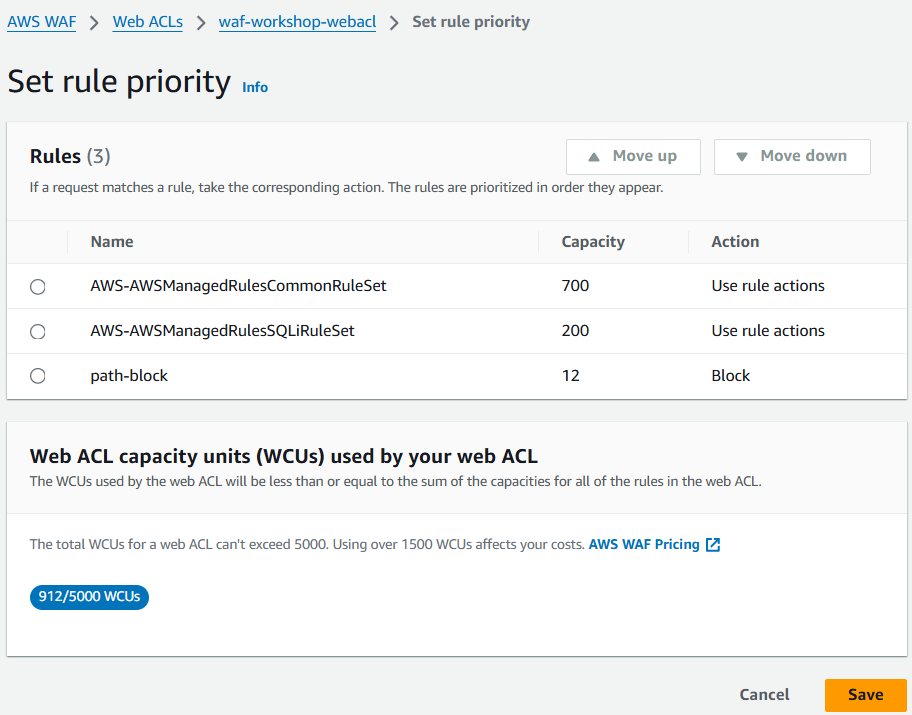 AWS WAF > Web ACLs > waf-workshop-webacl > Set rule priority
Set rule priority Info
Rules (3) ▲ Move up ▼ Move down
If a request matches a rule, take the corresponding action. The rules are prioritized in order they appear.
Name Capacity Action
AWS-AWSManagedRulesCommonRuleSet 700 Use rule actions
AWS-AWSManagedRulesSQLiRuleSet 200 Use rule actions
path-block 12 Block
Web ACL capacity units (WCUs) used by your web ACL
The WCUs used by the web ACL will be less than or equal to the sum of the capacities for all of the rules in the web ACL.
The total WCUs for a web ACL can't exceed 5000. Using over 1500 WCUs affects your costs. AWS WAF Pricing
912/5000 WCUs
Cancel Save